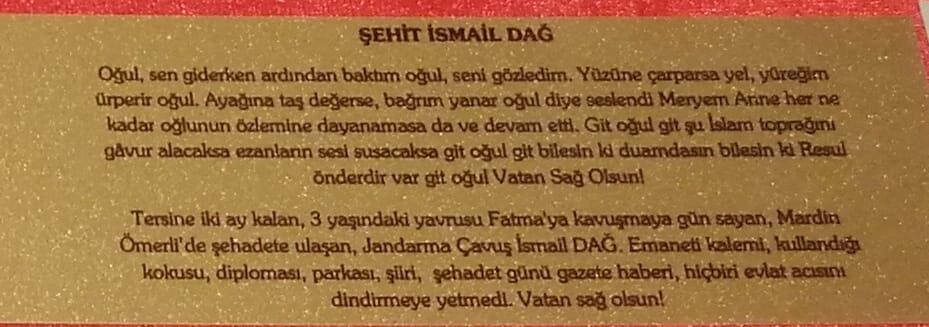 ŞEHİT İSMAİL DAĞ
Oğul, sen giderken ardından baktım oğul, seni gözledim. Yüzüne çarparsa yel, yüreğim
ürperir oğul. Ayağına taş değerse, bağrım yanar oğul diye seslendi Meryem Anne her ne
kadar oğlunun özlemine dayanamasa da ve devam etti. Git oğul git şu İslam toprağını
gâvur alacaksa ezanların sesi susacaksa git oğul git bilesin ki duamdasın bilesin ki Resul
önderdir var git oğul Vatan Sağ Olsun!
Tersine iki ay kalan, 3 yaşındaki yavrusu Fatma'ya kavuşmaya gün sayan, Mardin
Ömerli'de şehadete ulaşan, Jandarma Çavuş İsmail DAĞ. Emaneti kalemi, kullandığı
kokusu, diploması, parkası, şiiri, şehadet günü gazete haberi, hiçbiri evlat acısını
dindirmeye yetmedi. Vatan sağ olsun!